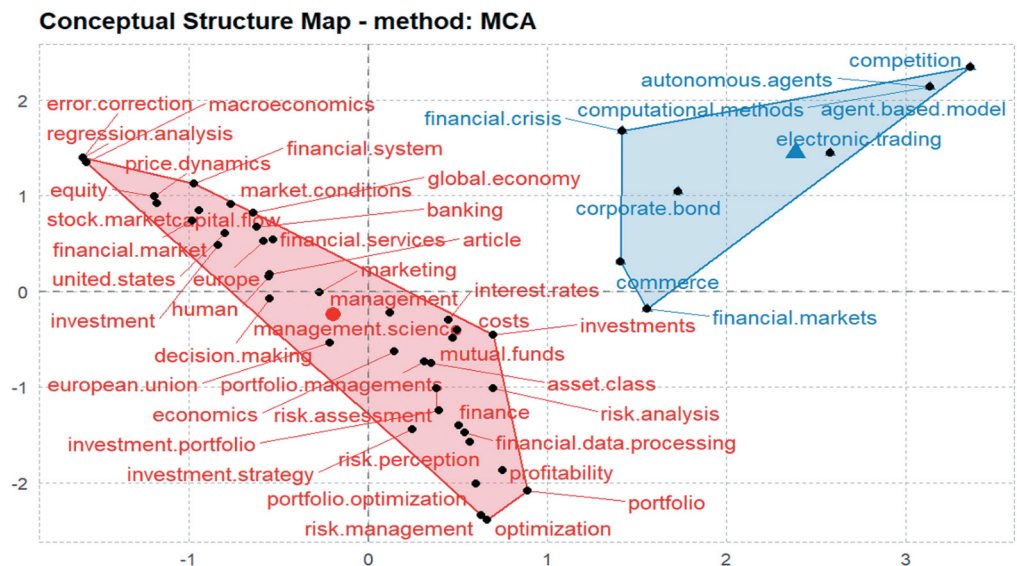 Conceptual Structure Map - method: MCA
competition
autonomous.agents
error.correction
macroeconomics
computational.methods
agent.based.model
financial.crisis
regression.analysis
financial.system
electronic.trading
price.dynamics
global.economy
equity
market.conditions
banking
corporate.bond
stock.market
capital.flow
financial.services
article
financial.market
united.states
europe
marketing
commerce
human
management
interest.rates
investment
management.science
costs
investments
financial.markets
decision.making
mutual.funds
european.union
portfolio.managements
asset.class
economics
risk.assessment
finance
risk.analysis
investment.portfolio
financial.data.processing
investment.strategy
risk.perception
profitability
portfolio.optimization
portfolio
risk.management
optimization
2
1
0
-1
-2
-1
0
1
2
3